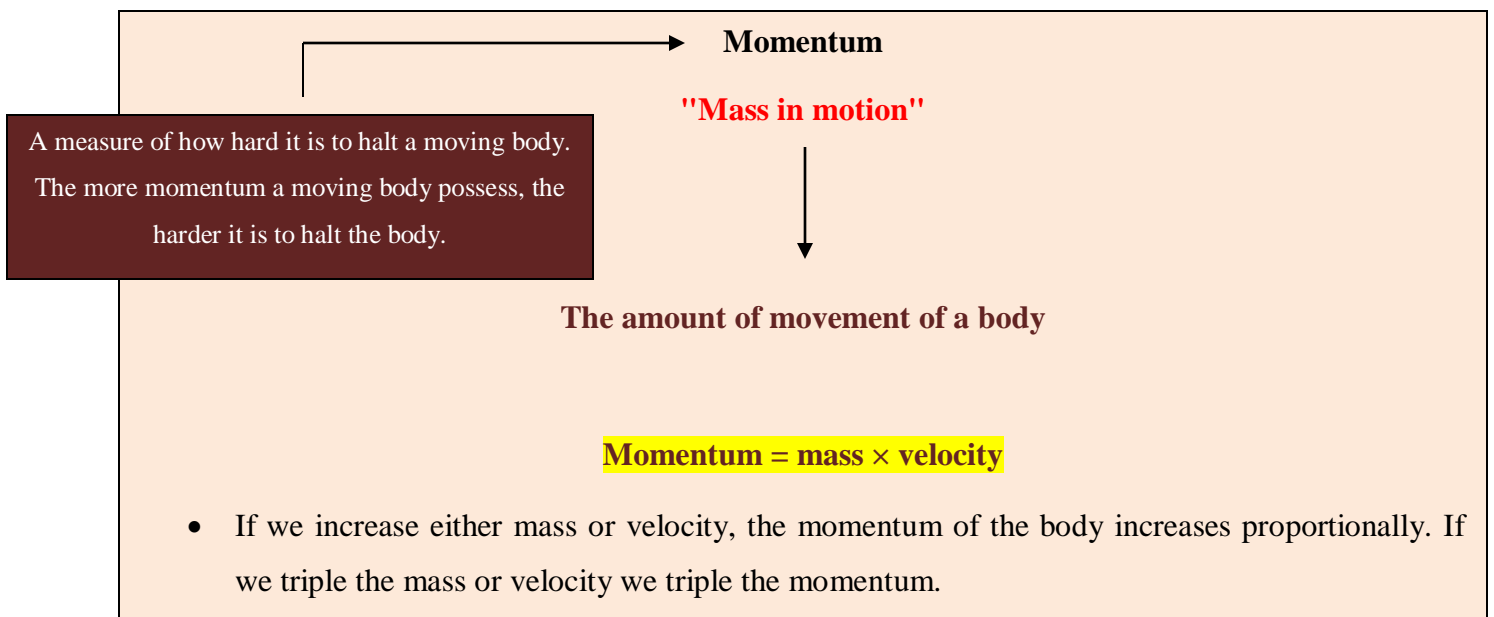 Momentum
"Mass in motion"
A measure of how hard it is to halt a moving body.
The more momentum a moving body possess, the
harder it is to halt the body.
The amount of movement of a body
Momentum = mass × velocity
• If we increase either mass or velocity, the momentum of the body increases proportionally. If
we triple the mass or velocity we triple the momentum.